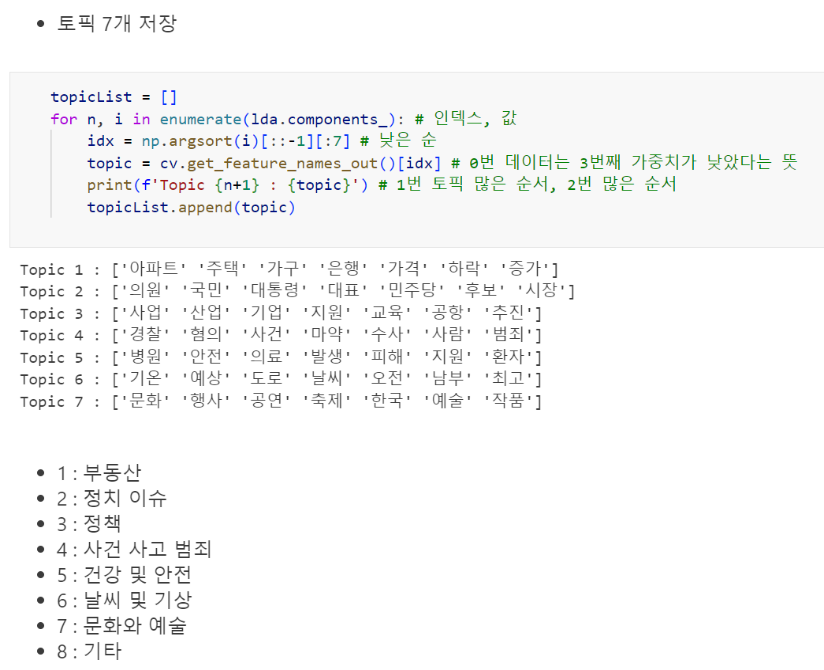 • 토픽 7개 저장
topicList = []
for n, i in enumerate(lda.components_): # 인덱스, 값
    idx = np.argsort(i)[::-1][:7] # 낮은 순
    topic = cv.get_feature_names_out()[idx] # 0번 데이터는 3번째 가중치가 낮았다는 뜻
    print(f'Topic {n+1} : {topic}') # 1번 토픽 많은 순서, 2번 많은 순서
    topicList.append(topic)
Topic 1 : ['아파트' '주택' '가구' '은행' '가격' '하락' '증가']
Topic 2 : ['의원' '국민' '대통령' '대표' '민주당' '후보' '시장']
Topic 3 : ['사업' '산업' '기업' '지원' '교육' '공항' '추진']
Topic 4 : ['경찰' '혐의' '사건' '마약' '수사' '사람' '범죄']
Topic 5 : ['병원' '안전' '의료' '발생' '피해' '지원' '환자']
Topic 6 : ['기온' '예상' '도로' '날씨' '오전' '남부' '최고']
Topic 7 : ['문화' '행사' '공연' '축제' '한국' '예술' '작품']
• 1 : 부동산
• 2 : 정치 이슈
• 3 : 정책
• 4 : 사건 사고 범죄
• 5 : 건강 및 안전
• 6 : 날씨 및 기상
• 7 : 문화와 예술
• 8 : 기타